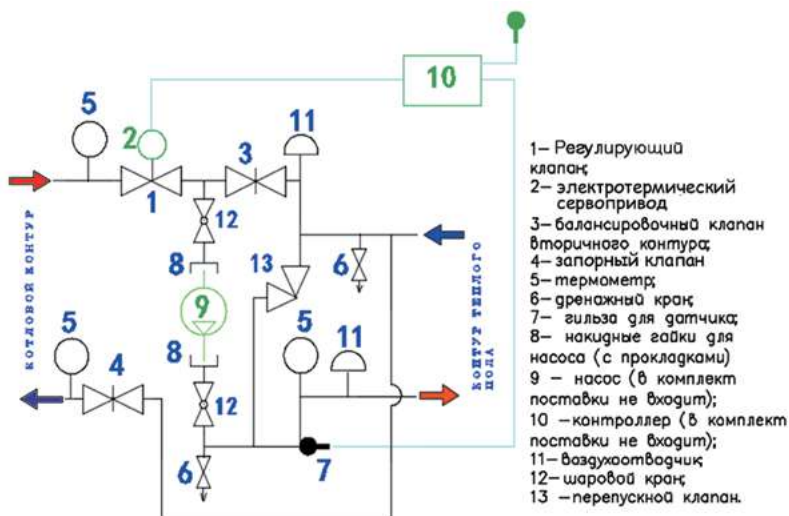 10
5
2
11
3
1
12
8
13
6
9
КОТЛОВОЙ КОНТУР
КОНТУР ТЕПЛОГО
ПОЛА
5
5
11
8
4
12
6
7
1– Регулирующий
клапан;
2– электротермический
сервопривод
3– балансировочный клапан
вторичного контура;
4– запорный клапан
5– термометр;
6– дренажный кран;
7– гильза для датчика;
8– накидные гайки для
насоса (с прокладками)
9 – насос (в комплект
поставки не входит);
10 –контроллер (в комплект
поставки не входит);
11– воздухоотводчик;
12– шаровой кран;
13 – перепускной клапан.